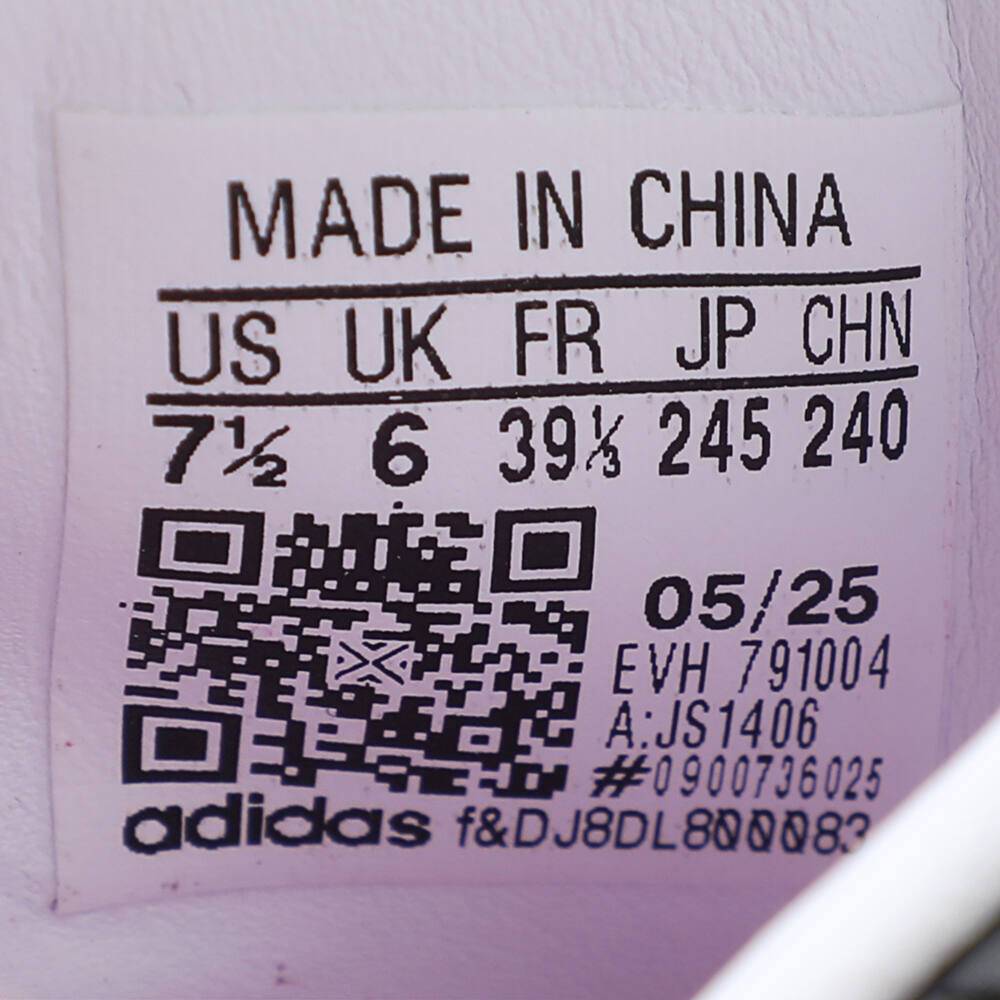 MADE IN CHINA
US UK FR JP CHN
7½ 6 39⅓ 245 240
05/25
EVH 791004
A:JS1406
#0900736025
adidas f&DJ8DL8000083